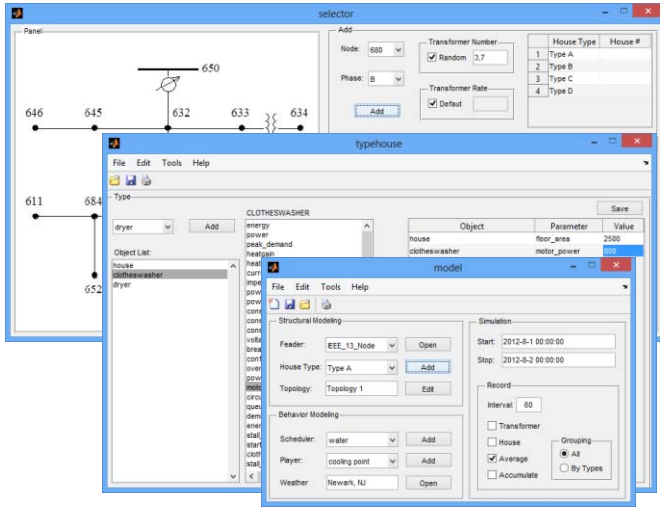 selector
Panel
650
646 645 632 633 634
611 684
652
Add
Node: 680
Phase: B
Add
Transformer Number
Random 3,7
Transformer Rate
Defaut
House Type House #
1 Type A
2 Type B
3 Type C
4 Type D
typehouse
File Edit Tools Help
Type
dryer Add
Object List:
house
clotheswasher
dryer
CLOTHESWASHER
energy
power
peak_demand
heatgain
Save
Object Parameter Value
house floor_area 2500
clotheswasher motor_power 800
model
File Edit Tools Help
Structural Modeling
Feader: IEEE_13_Node Open
House Type: Type A Add
Topology: Topology 1 Edit
Behavior Modeling
Scheduler: water Add
Player: cooling point Add
Weather Newark, NJ Open
Simulation
Start: 2012-8-1 00:00:00
Stop: 2012-8-2 00:00:00
Record
Interval: 60
Transformer
House
Average
Accumulate
Grouping
All
By Types